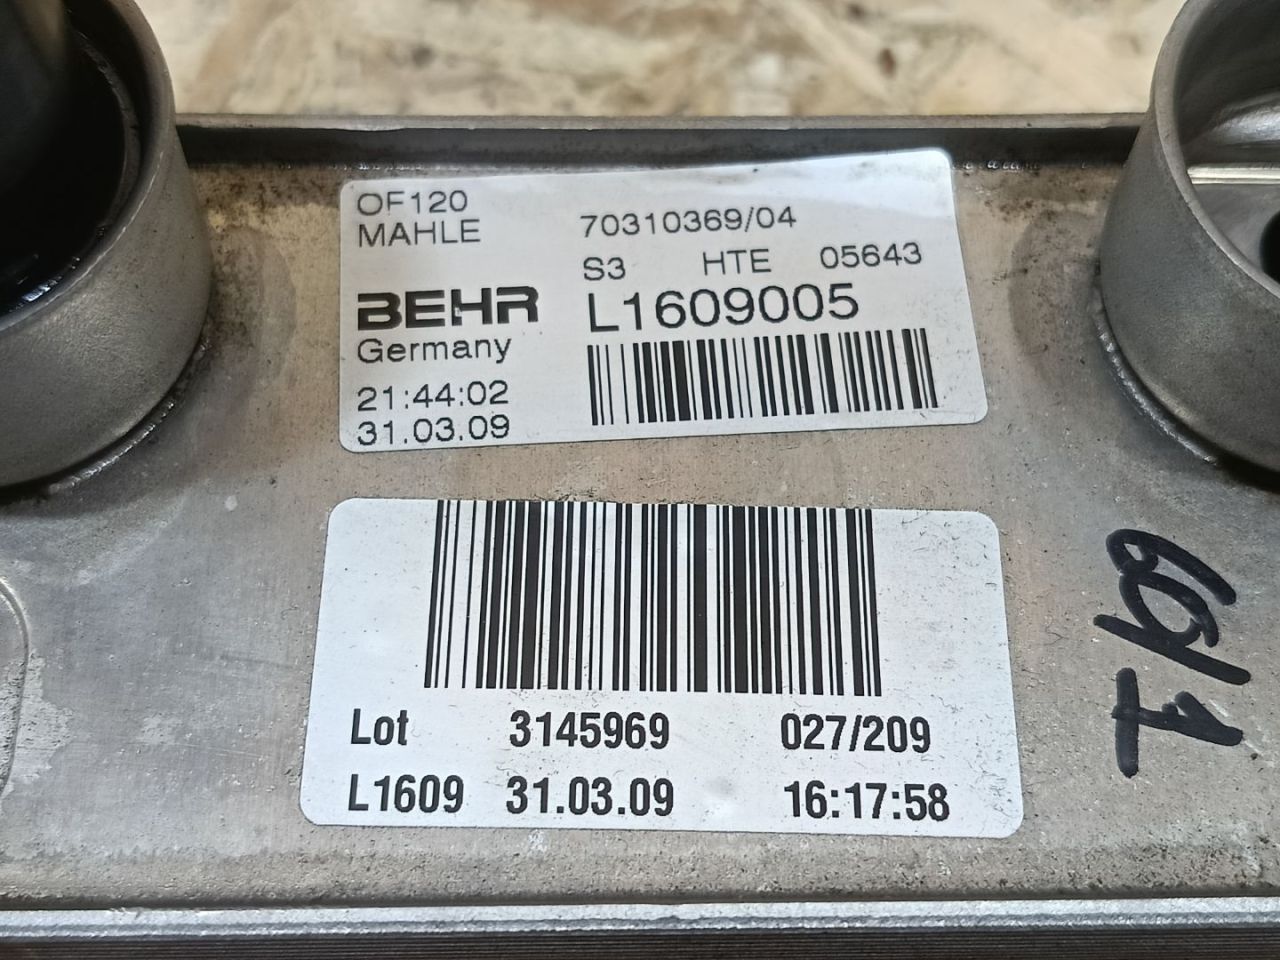 OF120
MAHLE 70310369/04
S3 HTE 05643
BEHR L1609005
Germany
21:44:02
31.03.09
Lot 3145969 027/209
L1609 31.03.09 16:17:58